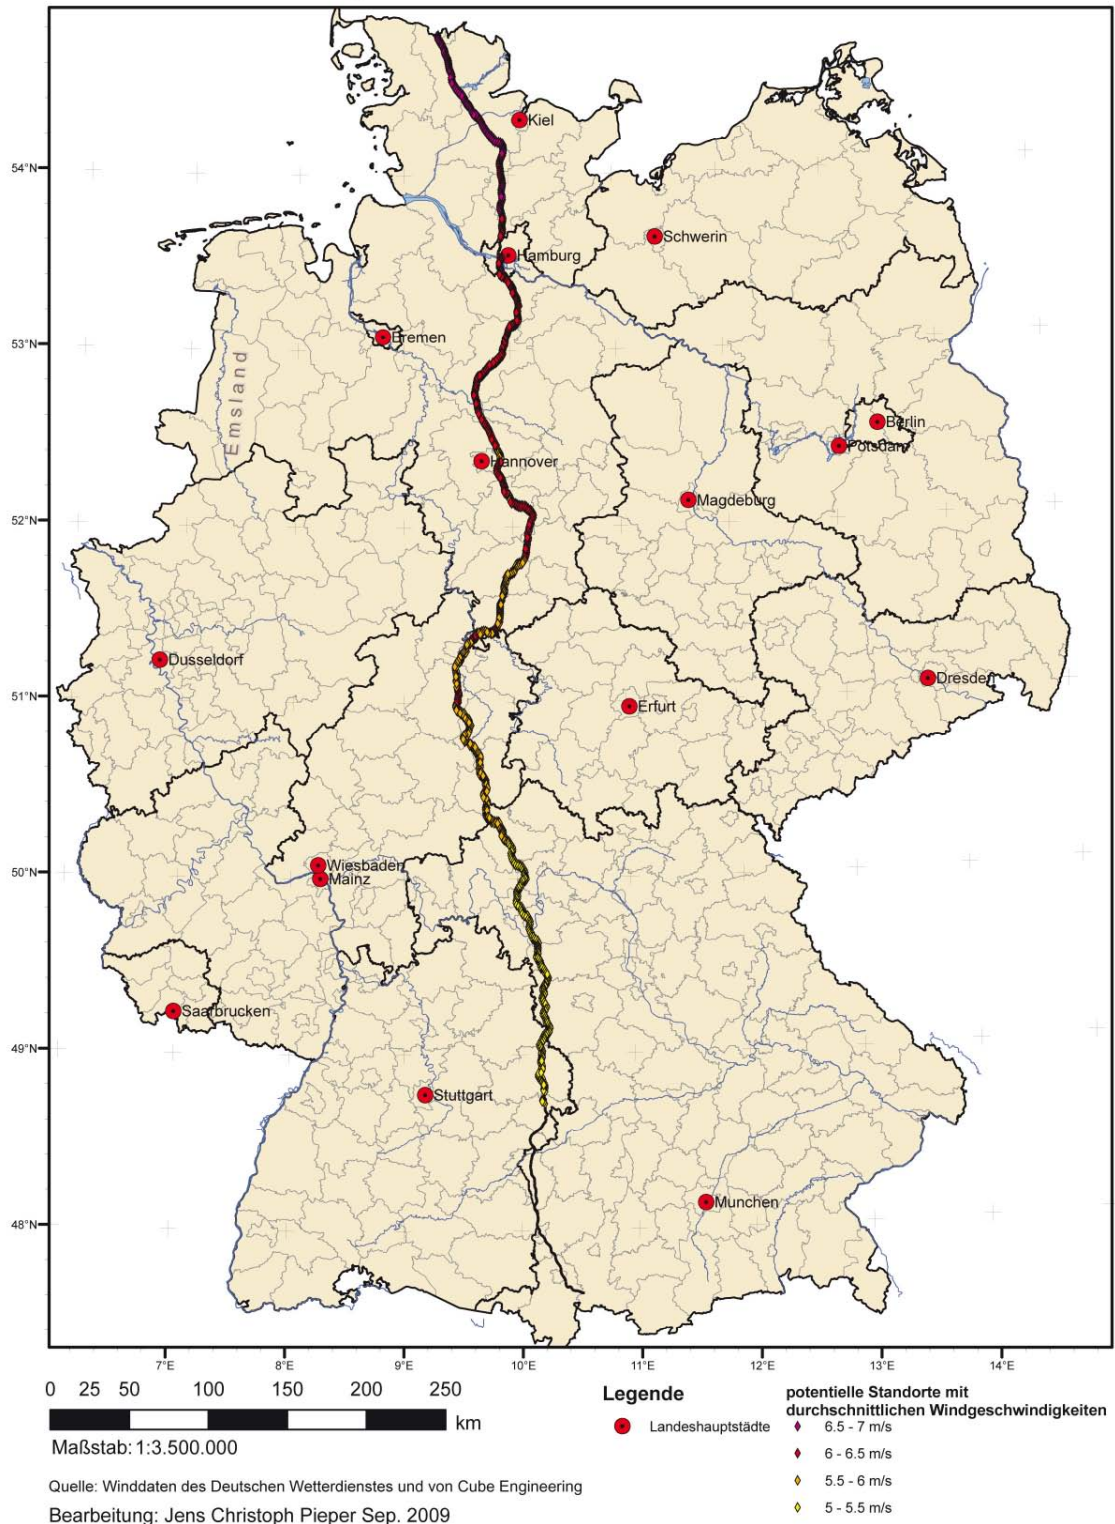 Kiel
54°N
Schwerin
Hamburg
53°N
Bremen
Emsland
Berlin
Potsdam
Hannover
Magdeburg
52°N
Dusseldorf
51°N
Dresden
Erfurt
50°N
Wiesbaden
Mainz
Saarbrucken
49°N
Stuttgart
48°N
Munchen
7°E 8°E 9°E 10°E 11°E 12°E 13°E 14°E
0 25 50 100 150 200 250
km
Maßstab: 1:3.500.000
Legende
Landeshauptstädte
potentielle Standorte mit
durchschnittlichen Windgeschwindigkeiten
6.5 - 7 m/s
6 - 6.5 m/s
5.5 - 6 m/s
5 - 5.5 m/s
Quelle: Winddaten des Deutschen Wetterdienstes und von Cube Engineering
Bearbeitung: Jens Christoph Pieper Sep. 2009